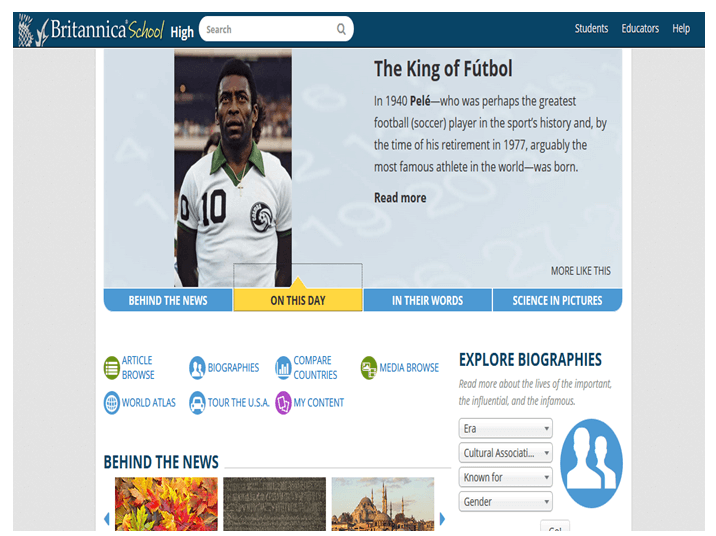 Britannica® School High
Search
Students Educators Help
The King of Fútbol
In 1940 Pelé—who was perhaps the greatest
football (soccer) player in the sport's history and, by
the time of his retirement in 1977, arguably the
most famous athlete in the world—was born.
Read more
MORE LIKE THIS
10
BEHIND THE NEWS ON THIS DAY IN THEIR WORDS SCIENCE IN PICTURES
ARTICLE
BROWSE
BIOGRAPHIES
COMPARE
COUNTRIES
MEDIA BROWSE
WORLD ATLAS
TOUR THE U.S.A.
MY CONTENT
EXPLORE BIOGRAPHIES
Read more about the lives of the important,
the influential, and the infamous.
Era
Cultural Associati...
Known for
Gender
Go!
BEHIND THE NEWS